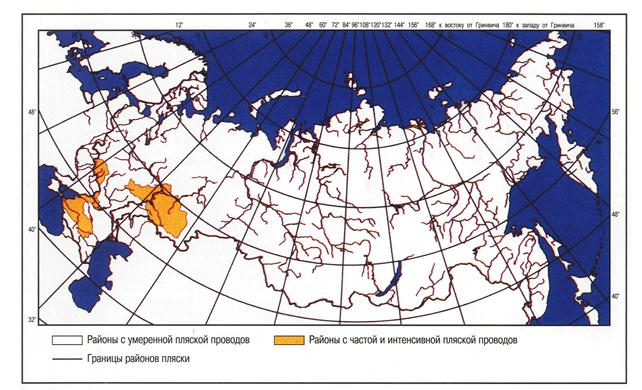 12° 24° 36° 48° 60° 72° 84° 96° 108° 120° 132° 144° 156° 168° к востоку от Гринвича 180° к западу от Гринвича 158°
48°
56°
48°
40°
40°
32°
Районы с умеренной пляской проводов
Районы с частой и интенсивной пляской проводов
Границы районов пляски